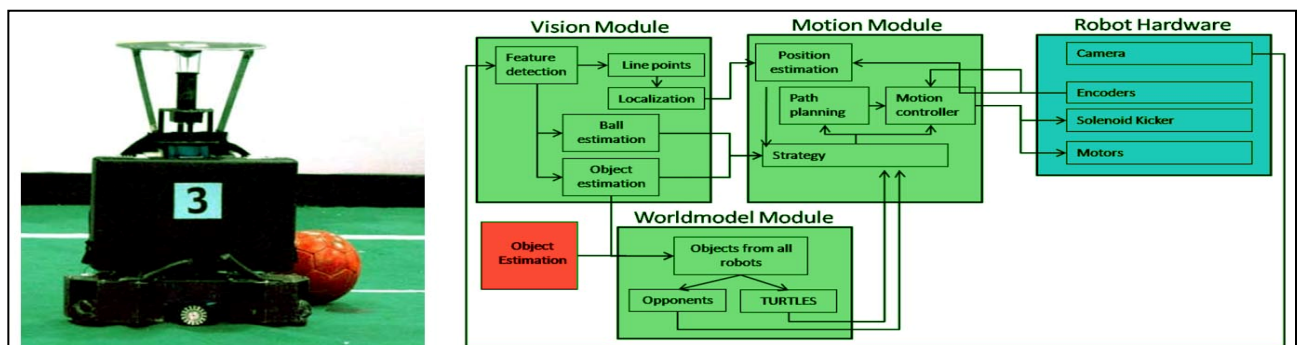 3
Vision Module
Feature
detection
Line points
Localization
Ball
estimation
Object
estimation
Motion Module
Position
estimation
Path
planning
Motion
controller
Strategy
Robot Hardware
Camera
Encoders
Solenoid Kicker
Motors
Object
Estimation
Worldmodel Module
Objects from all
robots
Opponents
TURTLES